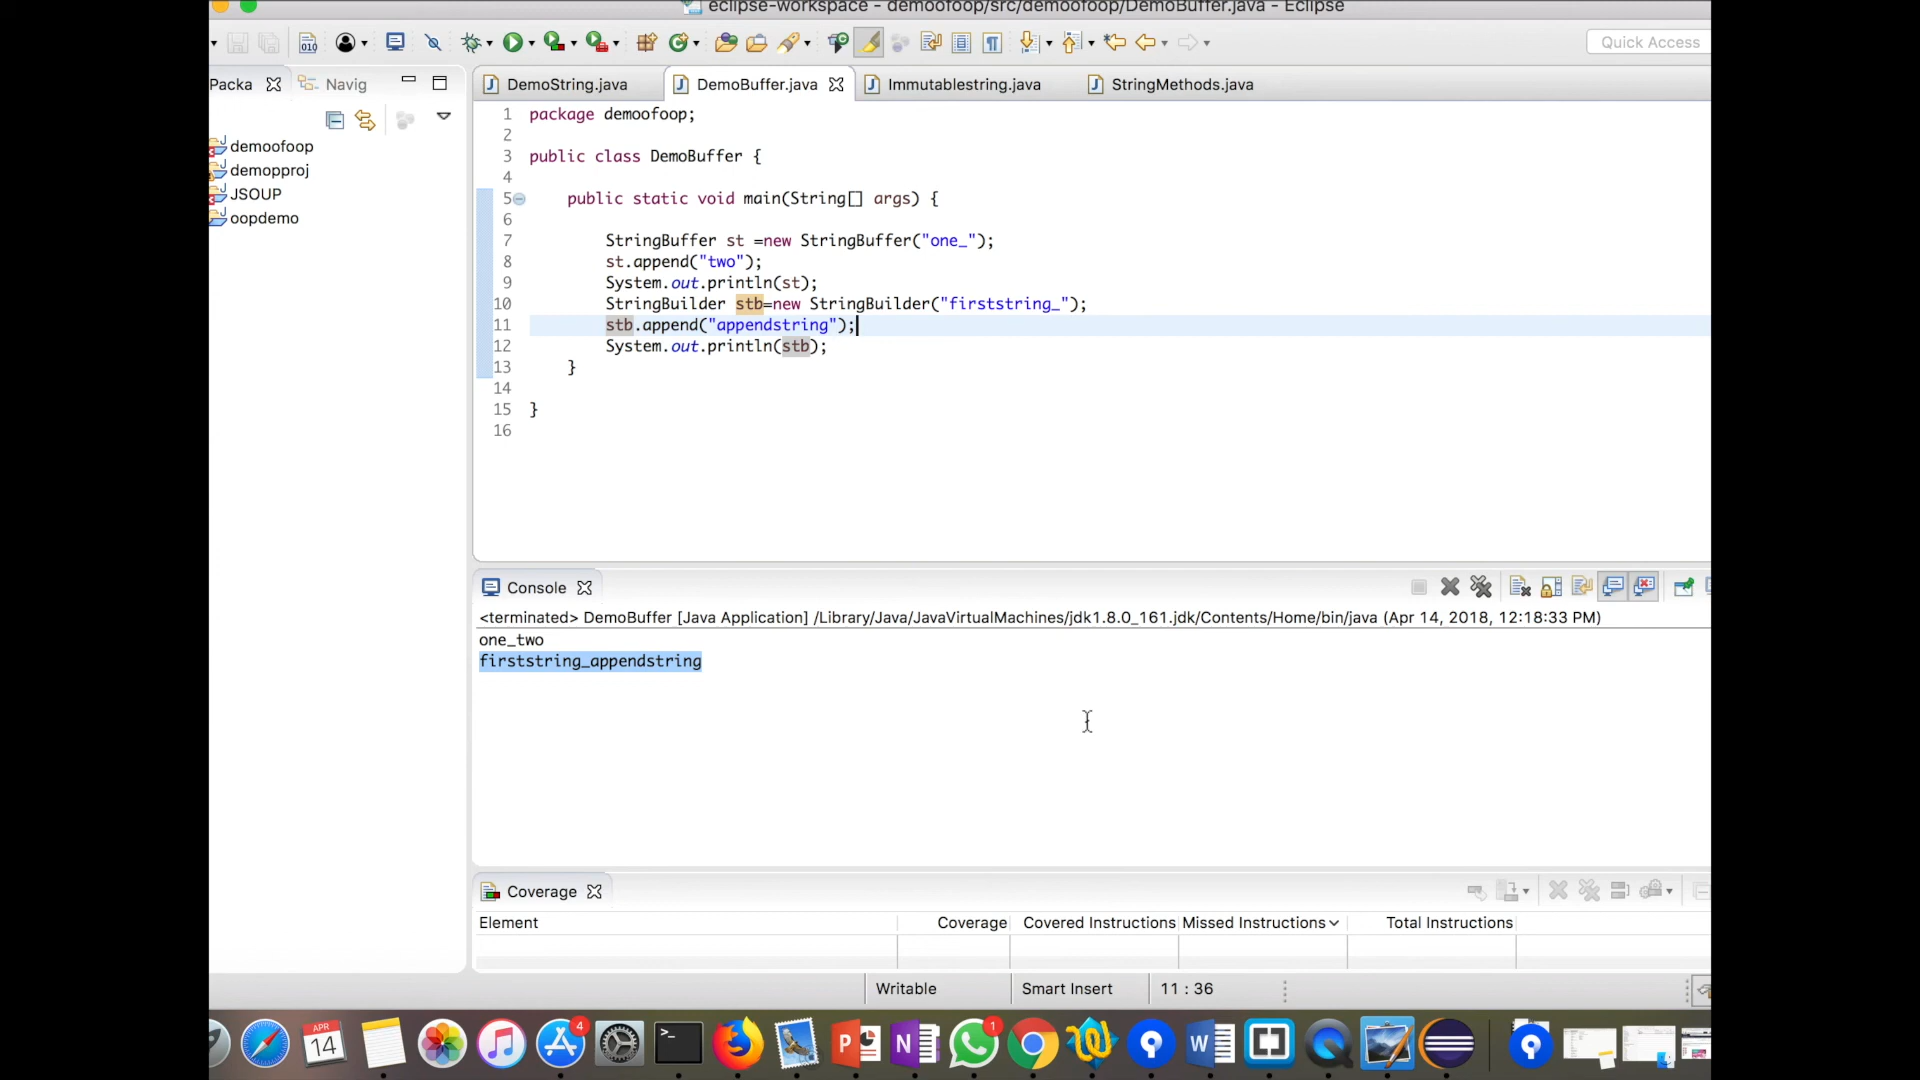 eclipse-workspace - demoofoop/src/demoofoop/DemoBuffer.java - Eclipse
010
Quick Access
Packa
Navig
DemoString.java
DemoBuffer.java
Immutablestring.java
StringMethods.java
demoofoop
demopproj
JSOUP
oopdemo
1 package demoofoop;
2
3 public class DemoBuffer {
4
5 public static void main(String[] args) {
6
7 StringBuffer st =new StringBuffer("one_");
8 st.append("two");
9 System.out.println(st);
10 StringBuilder stb=new StringBuilder("firststring_");
11 stb.append("appendstring");
12 System.out.println(stb);
13 }
14
15 }
16
Console
<terminated> DemoBuffer [Java Application] /Library/Java/JavaVirtualMachines/jdk1.8.0_161.jdk/Contents/Home/bin/java (Apr 14, 2018, 12:18:33 PM)
one_two
firststring_appendstring
Coverage
Element Coverage Covered Instructions Missed Instructions Total Instructions
Writable Smart Insert 11 : 36
APR
14
4
>_
P
N
1
W